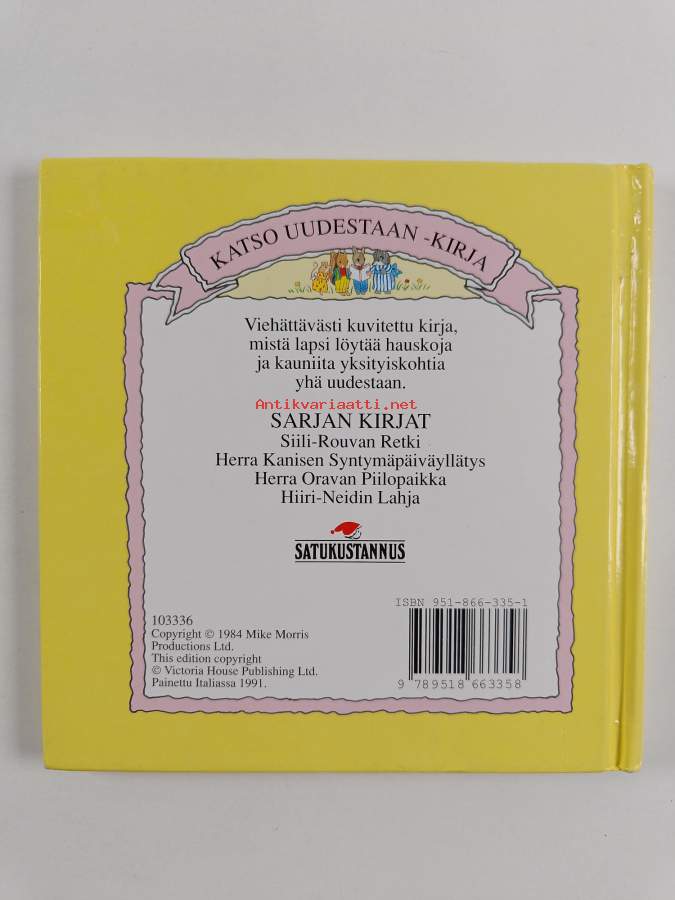 KATSO UUDESTAAN -KIRJA
Viehättävästi kuvitettu kirja,
mistä lapsi löytää hauskoja
ja kauniita yksityiskohtia
yhä uudestaan.
Antikvariaatti.net
SARJAN KIRJAT
Siili-Rouvan Retki
Herra Kanisen Syntymäpäiväyllätys
Herra Oravan Piilopaikka
Hiiri-Neidin Lahja
SATUKUSTANNUS
ISBN 951-866-335-1
103336
Copyright © 1984 Mike Morris
Productions Ltd.
This edition copyright
© Victoria House Publishing Ltd.
Painettu Italiassa 1991.
9 789518 663358